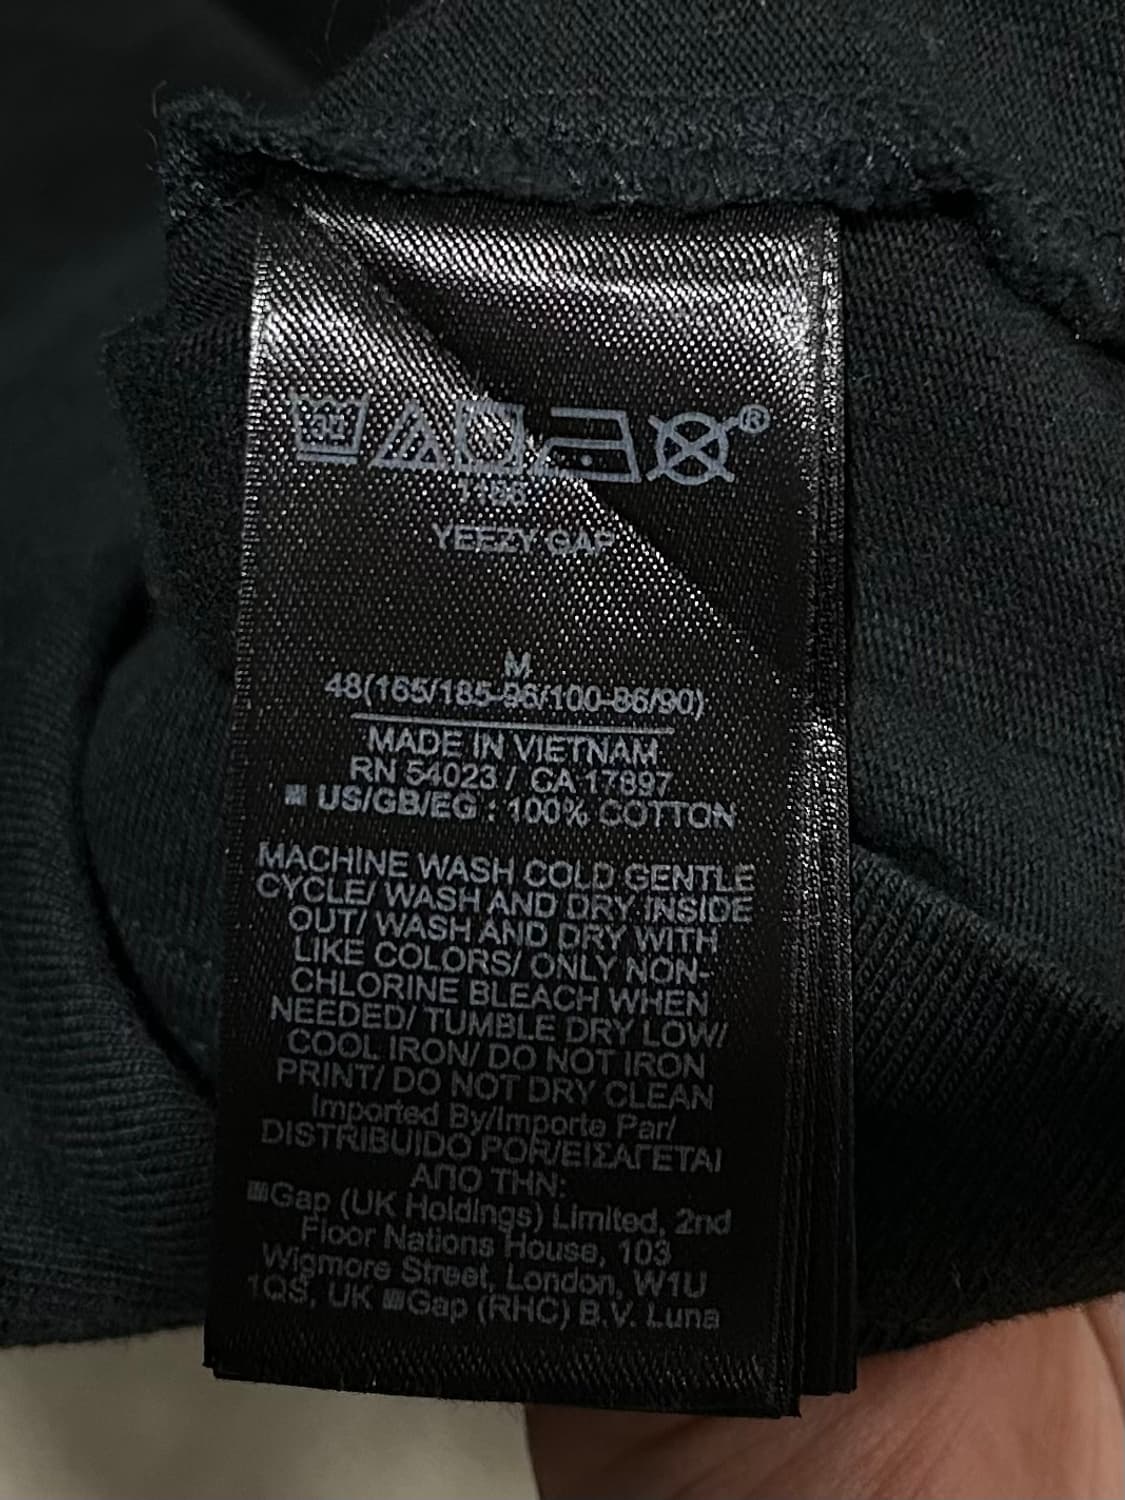 30
®
YEEZY GAP
M
48(165/185-96/100-86/90)
MADE IN VIETNAM
RN 54023 / CA 17897
US/GB/EG : 100% COTTON
MACHINE WASH COLD GENTLE
CYCLE/ WASH AND DRY INSIDE
OUT/ WASH AND DRY WITH
LIKE COLORS/ ONLY NON-
CHLORINE BLEACH WHEN
NEEDED/ TUMBLE DRY LOW/
COOL IRON/ DO NOT IRON
PRINT/ DO NOT DRY CLEAN
Imported By/Importe Par/
DISTRIBUIDO POR/ΕΙΣΑΓΕΤΑΙ
ΑΠΟ ΤΗΝ:
Gap (UK Holdings) Limited, 2nd
Floor Nations House, 103
Wigmore Street, London, W1U
1QS, UK Gap (RHC) B.V. Luna